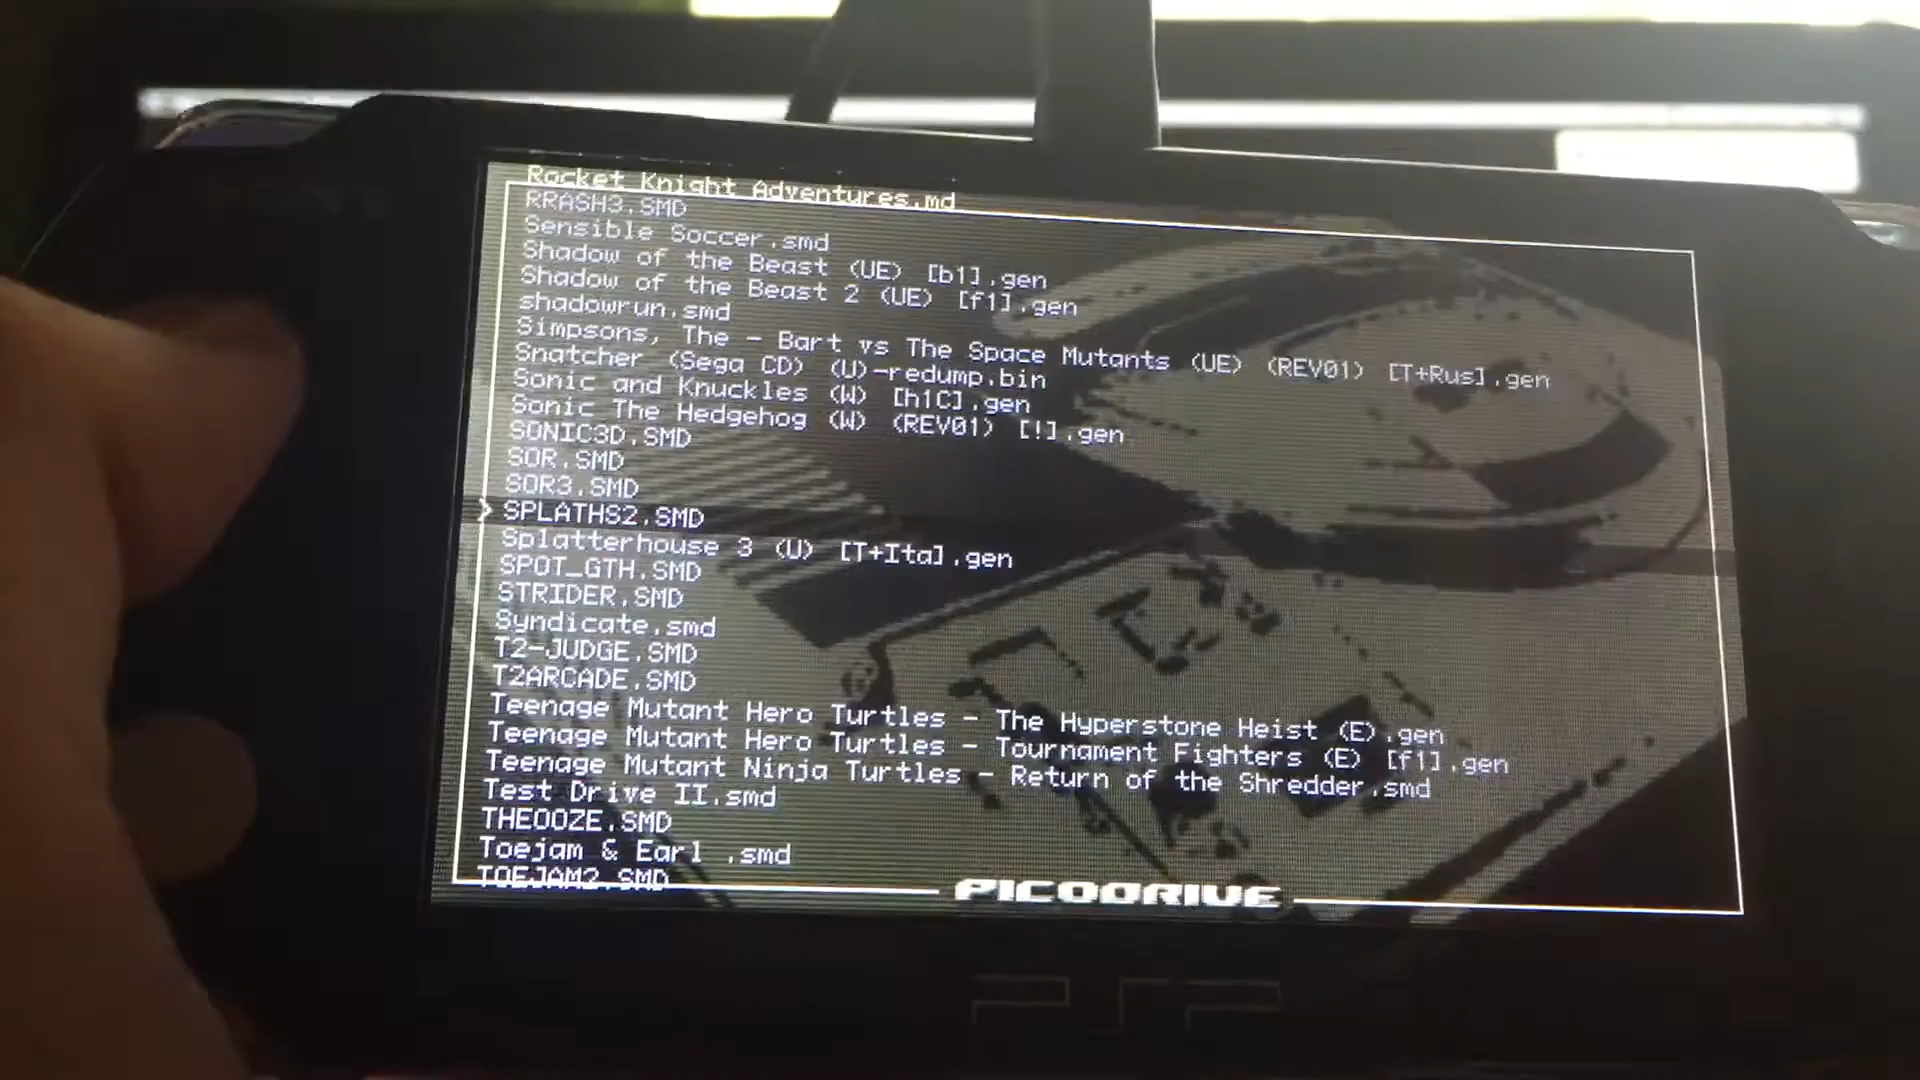 Rocket Knight Adventures.md
RRASH3.SMD
Sensible Soccer.smd
Shadow of the Beast (UE) [b1].gen
Shadow of the Beast 2 (UE) [f1].gen
shadowrun.smd
Simpsons, The - Bart vs The Space Mutants (UE) (REV01) [T+Rus].gen
Snatcher (Sega CD) (U)-redump.bin
Sonic and Knuckles (W) [h1C].gen
Sonic The Hedgehog (W) (REV01) [!].gen
SONIC3D.SMD
SOR.SMD
SOR3.SMD
> SPLATHS2.SMD
Splatterhouse 3 (U) [T+Ita].gen
SPOT_GTH.SMD
STRIDER.SMD
Syndicate.smd
T2-JUDGE.SMD
T2ARCADE.SMD
Teenage Mutant Hero Turtles - The Hyperstone Heist (E).gen
Teenage Mutant Hero Turtles - Tournament Fighters (E) [f1].gen
Teenage Mutant Ninja Turtles - Return of the Shredder.smd
Test Drive II.smd
THEOOZE.SMD
Toejam & Earl .smd
TOEJAM2.SMD
PICODRIVE
PSP